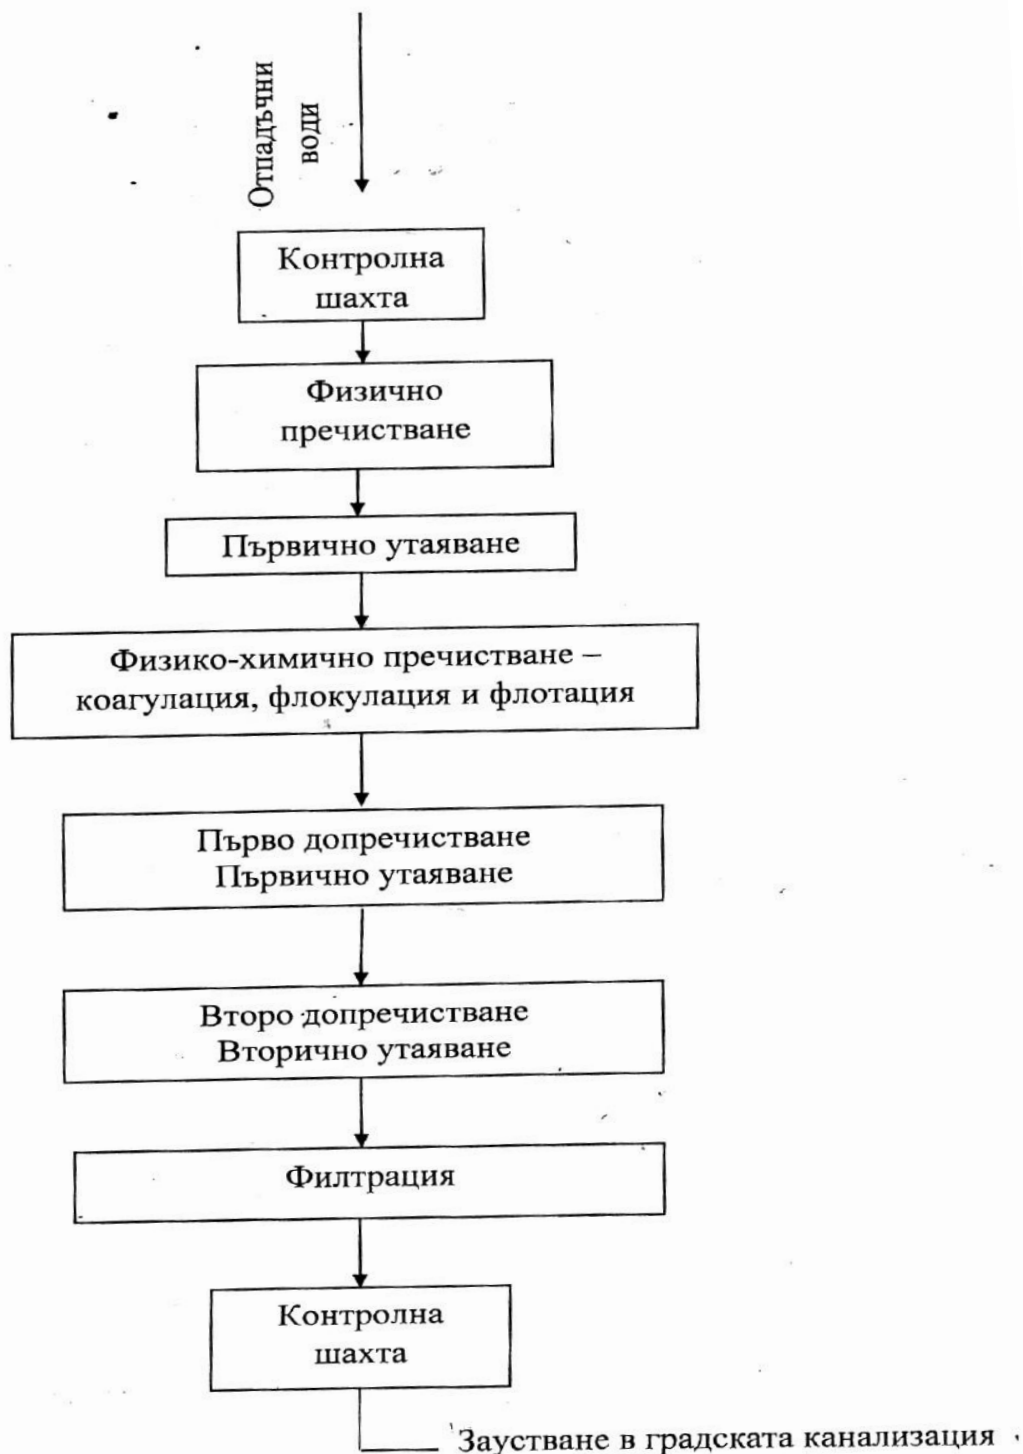 Отпадъчни
води
Контролна
шахта
Физично
пречистване
Първично утаяване
Физико-химично пречистване –
коагулация, флокулация и флотация
Първо допречистване
Първично утаяване
Второ допречистване
Вторично утаяване
Филтрация
Контролна
шахта
Заустване в градската канализация